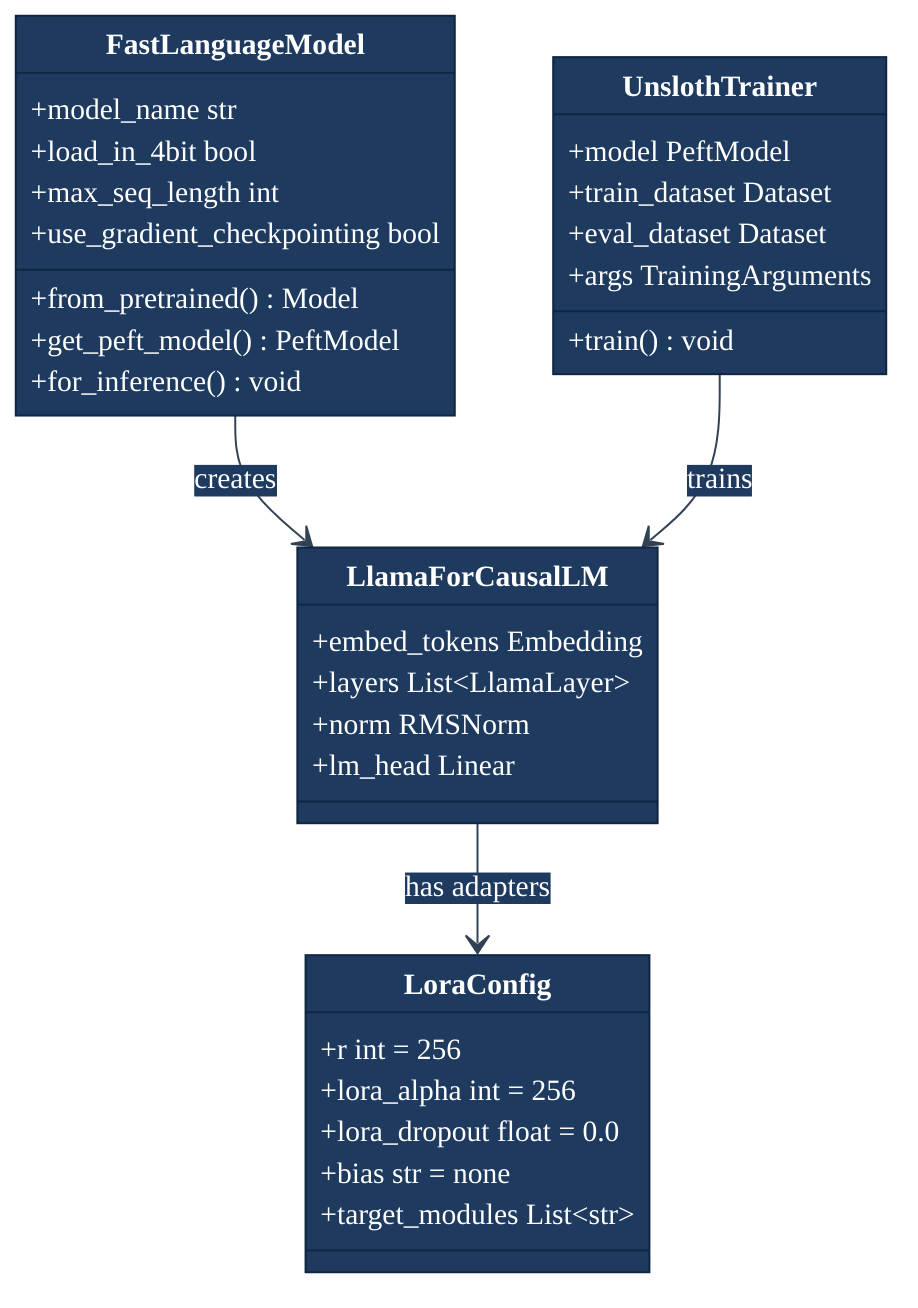 FastLanguageModel
+model_name str
+load_in_4bit bool
+max_seq_length int
+use_gradient_checkpointing bool
+from_pretrained() : Model
+get_peft_model() : PeftModel
+for_inference() : void
UnslothTrainer
+model PeftModel
+train_dataset Dataset
+eval_dataset Dataset
+args TrainingArguments
+train() : void
creates
trains
LlamaForCausalLM
+embed_tokens Embedding
+layers List<LlamaLayer>
+norm RMSNorm
+lm_head Linear
has adapters
LoraConfig
+r int = 256
+lora_alpha int = 256
+lora_dropout float = 0.0
+bias str = none
+target_modules List<str>